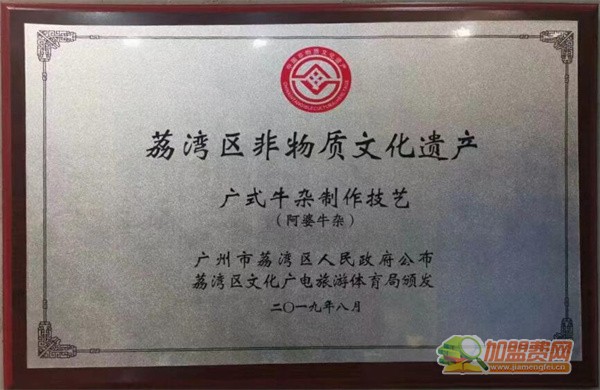 荔湾区非物质文化遗产
广式牛杂制作技艺
(阿婆牛杂)
广州市荔湾区人民政府公布
荔湾区文化广电旅游体育局颁发
二〇一九年八月
加盟费网
www.jiamengfei.cn